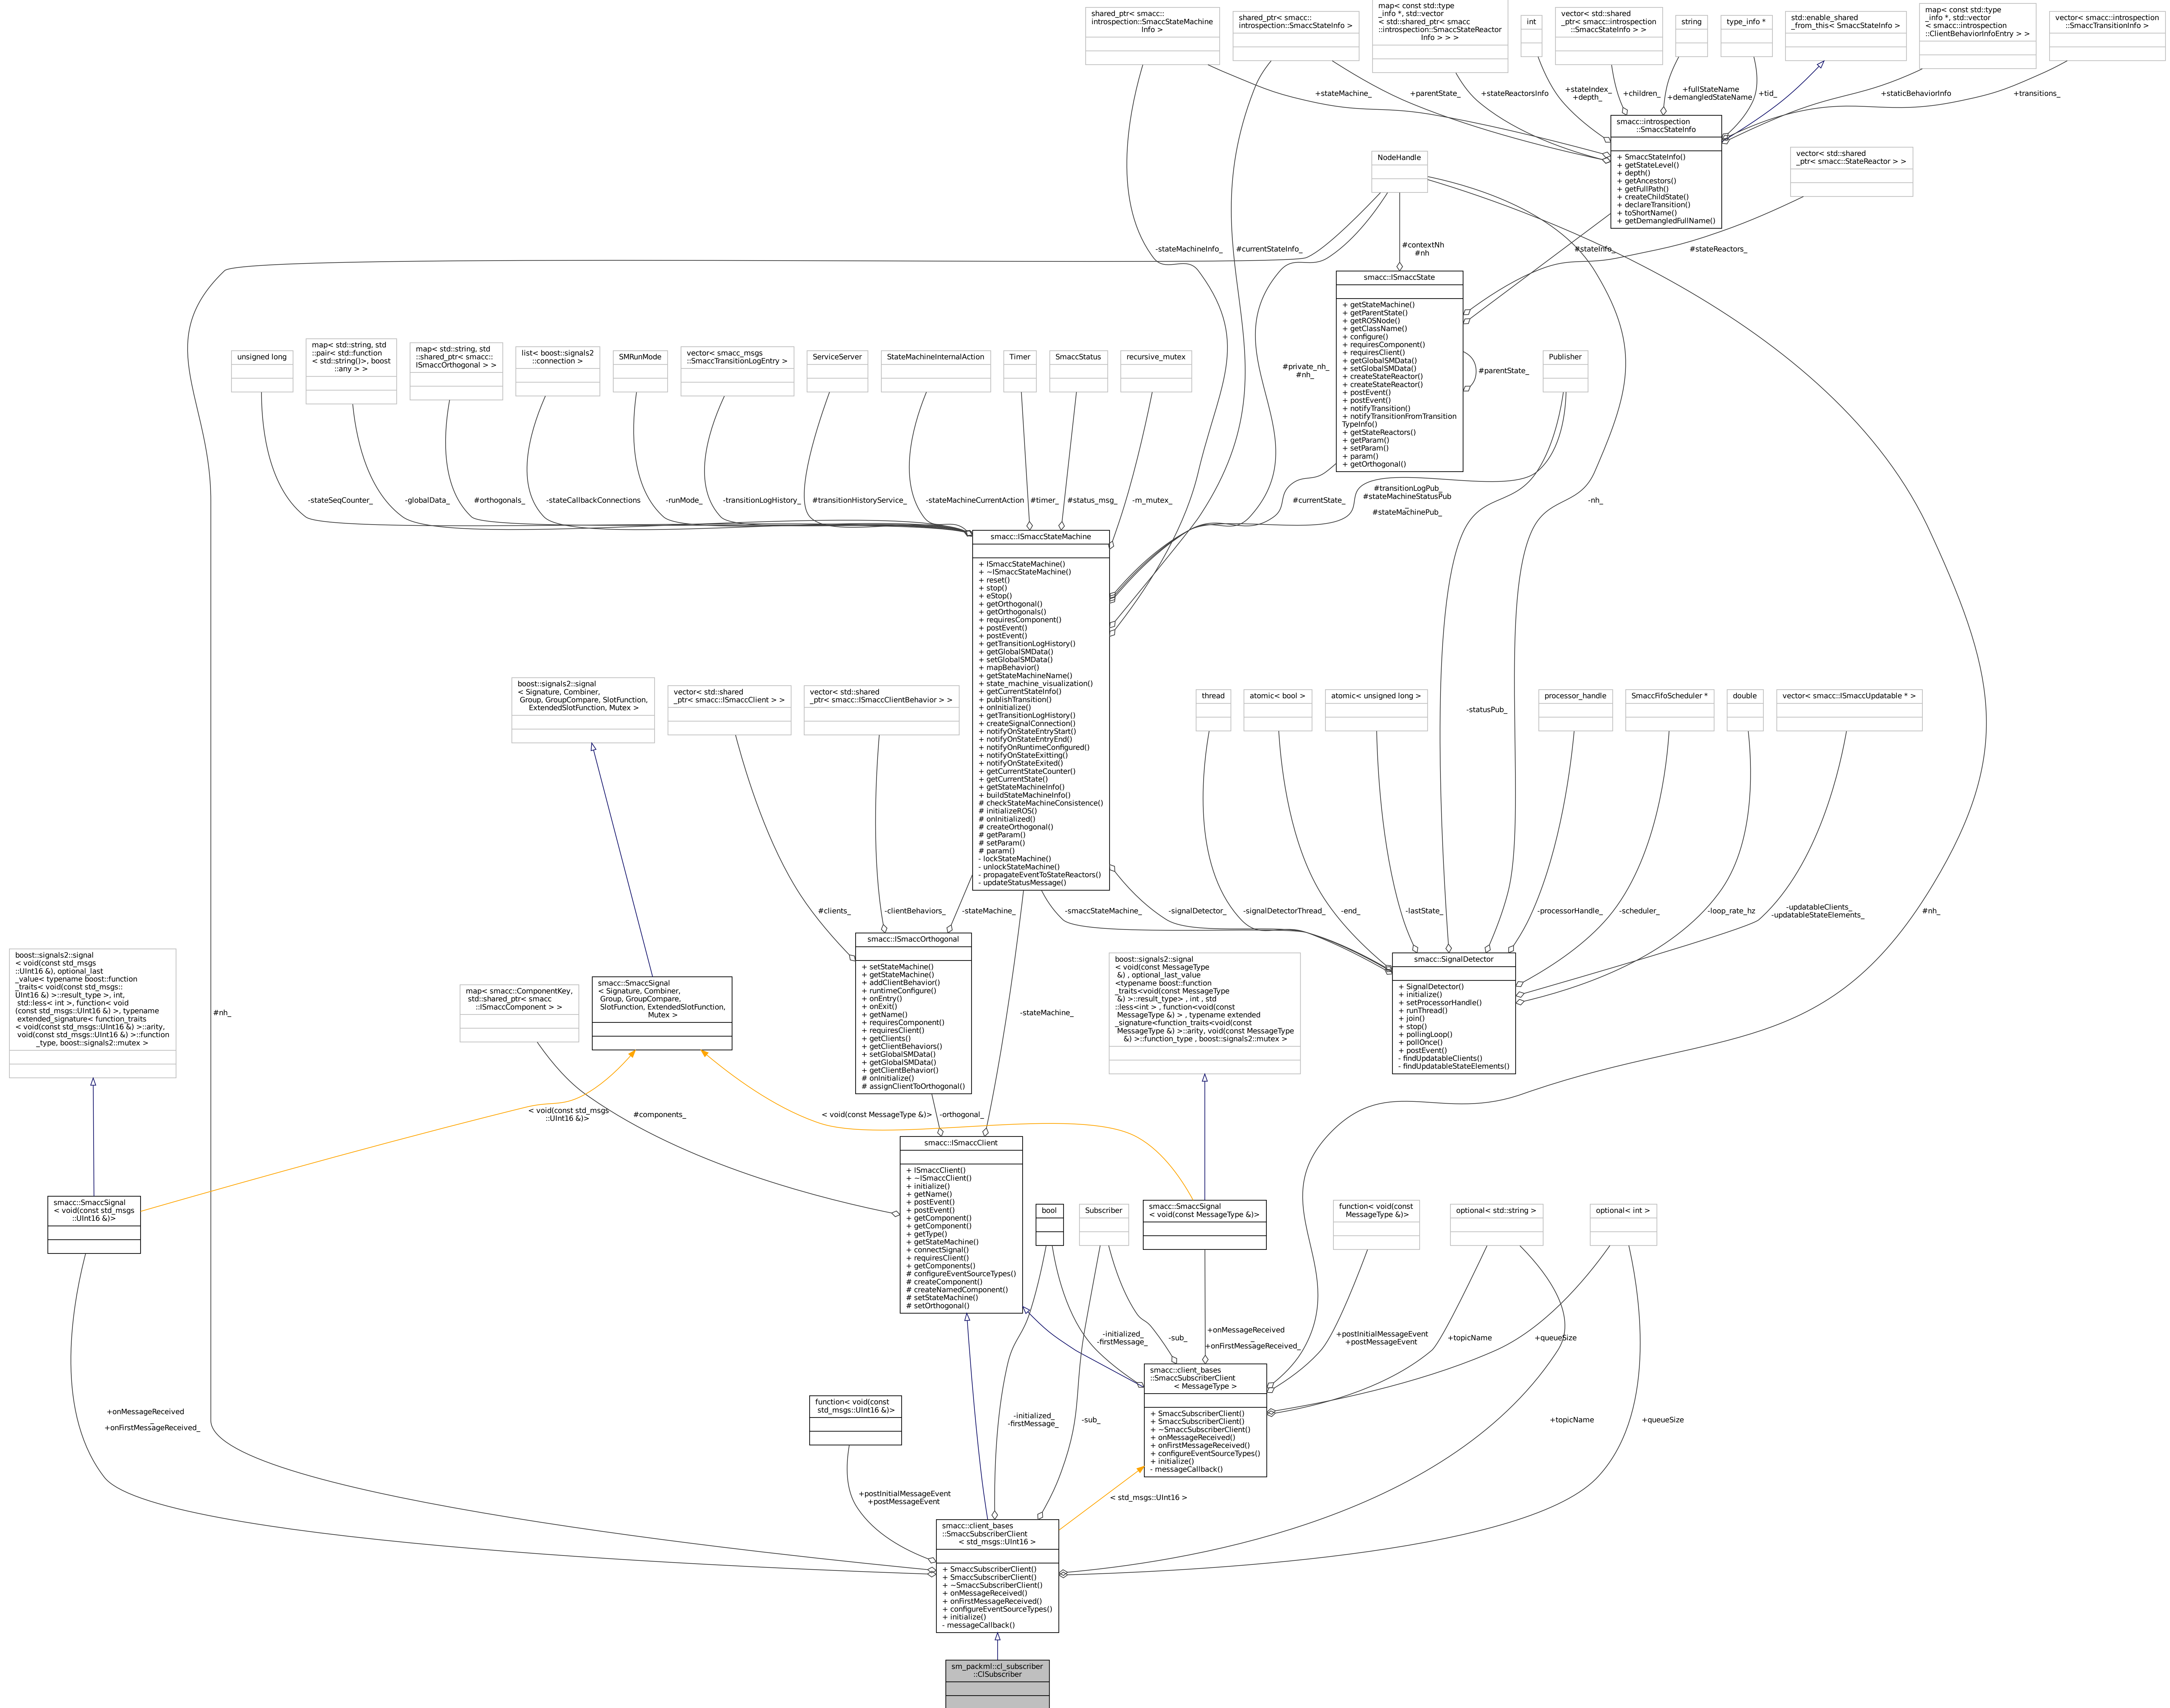 shared_ptr< smacc::
introspection::SmaccStateMachine
Info >
shared_ptr< smacc::
introspection::SmaccStateInfo >
map< const std::type
_info *, std::vector
< std::shared_ptr< smacc
::introspection::SmaccStateReactor
Info > > >
int
vector< std::shared
_ptr< smacc::introspection
::SmaccStateInfo > >
string
type_info *
std::enable_shared
_from_this< SmaccStateInfo >
map< const std::type
_info *, std::vector
< smacc::introspection
::ClientBehaviorInfoEntry > >
vector< smacc::introspection
::SmaccTransitionInfo >
+stateMachine_
+parentState_
+stateReactorsInfo
+stateIndex_
+depth_
+children_
+fullStateName
+demangledStateName
+tid_
+staticBehaviorInfo
+transitions_
smacc::introspection
::SmaccStateInfo
+ SmaccStateInfo()
+ getStateLevel()
+ depth()
+ getAncestors()
+ getFullPath()
+ createChildState()
+ declareTransition()
+ toShortName()
+ getDemangledFullName()
NodeHandle
vector< std::shared
_ptr< smacc::StateReactor > >
-stateMachineInfo_
#currentStateInfo_
#contextNh
#nh
#stateInfo_
#stateReactors_
smacc::ISmaccState
+ getStateMachine()
+ getParentState()
+ getROSNode()
+ getClassName()
+ configure()
+ requiresComponent()
+ requiresClient()
+ getGlobalSMData()
+ setGlobalSMData()
+ createStateReactor()
+ createStateReactor()
+ postEvent()
+ postEvent()
+ notifyTransition()
+ notifyTransitionFromTransition
TypeInfo()
+ getStateReactors()
+ getParam()
+ setParam()
+ param()
+ getOrthogonal()
#parentState_
unsigned long
map< std::string, std
::pair< std::function
< std::string()>, boost
::any > >
map< std::string, std
::shared_ptr< smacc::
ISmaccOrthogonal > >
list< boost::signals2
::connection >
SMRunMode
vector< smacc_msgs
::SmaccTransitionLogEntry >
ServiceServer
StateMachineInternalAction
Timer
SmaccStatus
recursive_mutex
#private_nh_
#nh_
Publisher
-stateSeqCounter_
-globalData_
#orthogonals_
-stateCallbackConnections
-runMode_
-transitionLogHistory_
#transitionHistoryService_
-stateMachineCurrentAction
#timer_
#status_msg_
-m_mutex_
#currentState_
#transitionLogPub_
#stateMachineStatusPub
_
#stateMachinePub_
-nh_
smacc::ISmaccStateMachine
+ ISmaccStateMachine()
+ ~ISmaccStateMachine()
+ reset()
+ stop()
+ eStop()
+ getOrthogonal()
+ getOrthogonals()
+ requiresComponent()
+ postEvent()
+ postEvent()
+ getTransitionLogHistory()
+ getGlobalSMData()
+ setGlobalSMData()
+ mapBehavior()
+ getStateMachineName()
+ state_machine_visualization()
+ getCurrentStateInfo()
+ publishTransition()
+ onInitialize()
+ getTransitionLogHistory()
+ createSignalConnection()
+ notifyOnStateEntryStart()
+ notifyOnStateEntryEnd()
+ notifyOnRuntimeConfigured()
+ notifyOnStateExitting()
+ notifyOnStateExited()
+ getCurrentStateCounter()
+ getCurrentState()
+ getStateMachineInfo()
+ buildStateMachineInfo()
# checkStateMachineConsistence()
# initializeROS()
# onInitialized()
# createOrthogonal()
# getParam()
# setParam()
# param()
- lockStateMachine()
- unlockStateMachine()
- propagateEventToStateReactors()
- updateStatusMessage()
boost::signals2::signal
< Signature, Combiner,
Group, GroupCompare, SlotFunction,
ExtendedSlotFunction, Mutex >
vector< std::shared
_ptr< smacc::ISmaccClient > >
vector< std::shared
_ptr< smacc::ISmaccClientBehavior > >
thread
atomic< bool >
atomic< unsigned long >
-statusPub_
processor_handle
SmaccFifoScheduler *
double
vector< smacc::ISmaccUpdatable * >
#clients_
-clientBehaviors_
-stateMachine_
-smaccStateMachine_
-signalDetector_
-signalDetectorThread_
-end_
-lastState_
-processorHandle_
-scheduler_
-loop_rate_hz
-updatableClients_
-updatableStateElements_
#nh_
smacc::ISmaccOrthogonal
+ setStateMachine()
+ getStateMachine()
+ addClientBehavior()
+ runtimeConfigure()
+ onEntry()
+ onExit()
+ getName()
+ requiresComponent()
+ requiresClient()
+ getClients()
+ getClientBehaviors()
+ setGlobalSMData()
+ getGlobalSMData()
+ getClientBehavior()
# onInitialize()
# assignClientToOrthogonal()
smacc::SignalDetector
+ SignalDetector()
+ initialize()
+ setProcessorHandle()
+ runThread()
+ join()
+ stop()
+ pollingLoop()
+ pollOnce()
+ postEvent()
- findUpdatableClients()
- findUpdatableStateElements()
boost::signals2::signal
< void(const std_msgs
::UInt16 &), optional_last
_value< typename boost::function
_traits< void(const std_msgs::
UInt16 &) >::result_type >, int,
std::less< int >, function< void
(const std_msgs::UInt16 &) >, typename
extended_signature< function_traits
< void(const std_msgs::UInt16 &) >::arity,
void(const std_msgs::UInt16 &) >::function
_type, boost::signals2::mutex >
map< smacc::ComponentKey,
std::shared_ptr< smacc
::ISmaccComponent > >
smacc::SmaccSignal
< Signature, Combiner,
Group, GroupCompare,
SlotFunction, ExtendedSlotFunction,
Mutex >
boost::signals2::signal
< void(const MessageType
&) , optional_last_value
<typename boost::function
_traits<void(const MessageType
&) >::result_type> , int , std
::less<int > , function<void(const
MessageType &) > , typename extended
_signature<function_traits<void(const
MessageType &) >::arity, void(const MessageType
&) >::function_type , boost::signals2::mutex >
#nh_
-stateMachine_
< void(const std_msgs
::UInt16 &)>
#components_
< void(const MessageType &)>
-orthogonal_
smacc::ISmaccClient
+ ISmaccClient()
+ ~ISmaccClient()
+ initialize()
+ getName()
+ postEvent()
+ postEvent()
+ getComponent()
+ getComponent()
+ getType()
+ getStateMachine()
+ connectSignal()
+ requiresClient()
+ getComponents()
# configureEventSourceTypes()
# createComponent()
# createNamedComponent()
# setStateMachine()
# setOrthogonal()
smacc::SmaccSignal
< void(const std_msgs
::UInt16 &)>
bool
Subscriber
smacc::SmaccSignal
< void(const MessageType &)>
function< void(const
MessageType &)>
optional< std::string >
optional< int >
-initialized_
-firstMessage_
-sub_
+onMessageReceived
_
+onFirstMessageReceived_
+postInitialMessageEvent
+postMessageEvent
+topicName
+queueSize
smacc::client_bases
::SmaccSubscriberClient
< MessageType >
+ SmaccSubscriberClient()
+ SmaccSubscriberClient()
+ ~SmaccSubscriberClient()
+ onMessageReceived()
+ onFirstMessageReceived()
+ configureEventSourceTypes()
+ initialize()
- messageCallback()
function< void(const
std_msgs::UInt16 &)>
+onMessageReceived
_
+onFirstMessageReceived_
-initialized_
-firstMessage_
-sub_
+topicName
+queueSize
+postInitialMessageEvent
+postMessageEvent
< std_msgs::UInt16 >
smacc::client_bases
::SmaccSubscriberClient
< std_msgs::UInt16 >
+ SmaccSubscriberClient()
+ SmaccSubscriberClient()
+ ~SmaccSubscriberClient()
+ onMessageReceived()
+ onFirstMessageReceived()
+ configureEventSourceTypes()
+ initialize()
- messageCallback()
sm_packml::cl_subscriber
::ClSubscriber